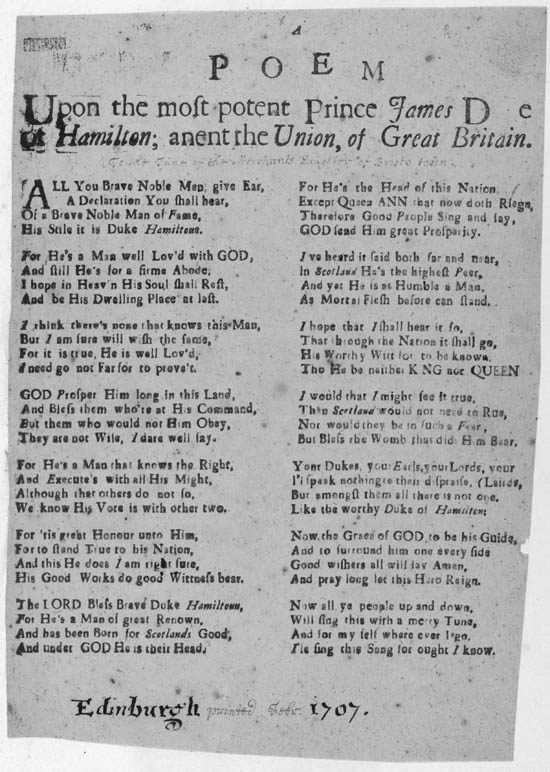 A
POEM
Upon the most potent Prince James D e
of Hamilton; anent the Union, of Great Britain.
ALL You Brave Noble Men, give Ear,
A Declaration You shall hear,
Of a Brave Noble Man of Fame,
His Stile it is Duke Hamiltoun.
For He's a Man well Lov'd with GOD,
And still He's for a firme Abode,
I hope in Heav'n His Soul shall Rest,
And be His Dwelling Place at last.
I think there's none that knows this Man,
But I am sure will wish the same,
For it is true, He is well Lov'd,
I need go not Far for to prove't.
GOD Prosper Him long in this Land,
And Bless them who're at His Command,
But them who would not Him Obey,
They are not Wise, I dare well say.
For He's a Man that knows the Right,
And Execute's with all His Might,
Although that others do not so,
We know His Vote is with other two.
For 'tis great Honour unto Him,
For to stand True to his Nation,
And this He does I am right sure,
His Good Works do good Wittness bear.
The LORD Bless Brave Duke Hamiltoun,
For He's a Man of great Renown,
And has been Born for Scotlands Good,
And under GOD He is their Head.
For He's the Head of this Nation,
Except Queen ANN that now doth Riegn,
Therefore Good People Sing and say,
GOD send Him great Prosperity.
I've heard it said both far and near,
In Scotland He's the highest Peer,
And yet He is as Humble a Man,
As Mortal Flesh before can stand.
I hope that I shall hear it so,
That through the Nation it shall go,
His Worthy Witt for to be known.
Tho He be neither K NG nor QUEEN
I would that I might see it true,
Than Scotland would not need to Rue,
Nor would they be in such a Fear,
But Bless the Womb that did Him Bear,
Your Dukes, your Earls, your Lords, your
I'l speak nothing to their dispraise, (Lairds,
But amongst them all there is not one,
Like the worthy Duke of Hamilton;
Now, the Grace of GOD to be his Guide,
And to surround him one every side
Good wishers all will say Amen,
And pray long let this Hero Reign.
Now all ye people up and down,
Will sing this with a merry Tune,
And for my self where ever I go,
I'le sing this Song for ought I know.
Edinburgh printed Febr. 1707.